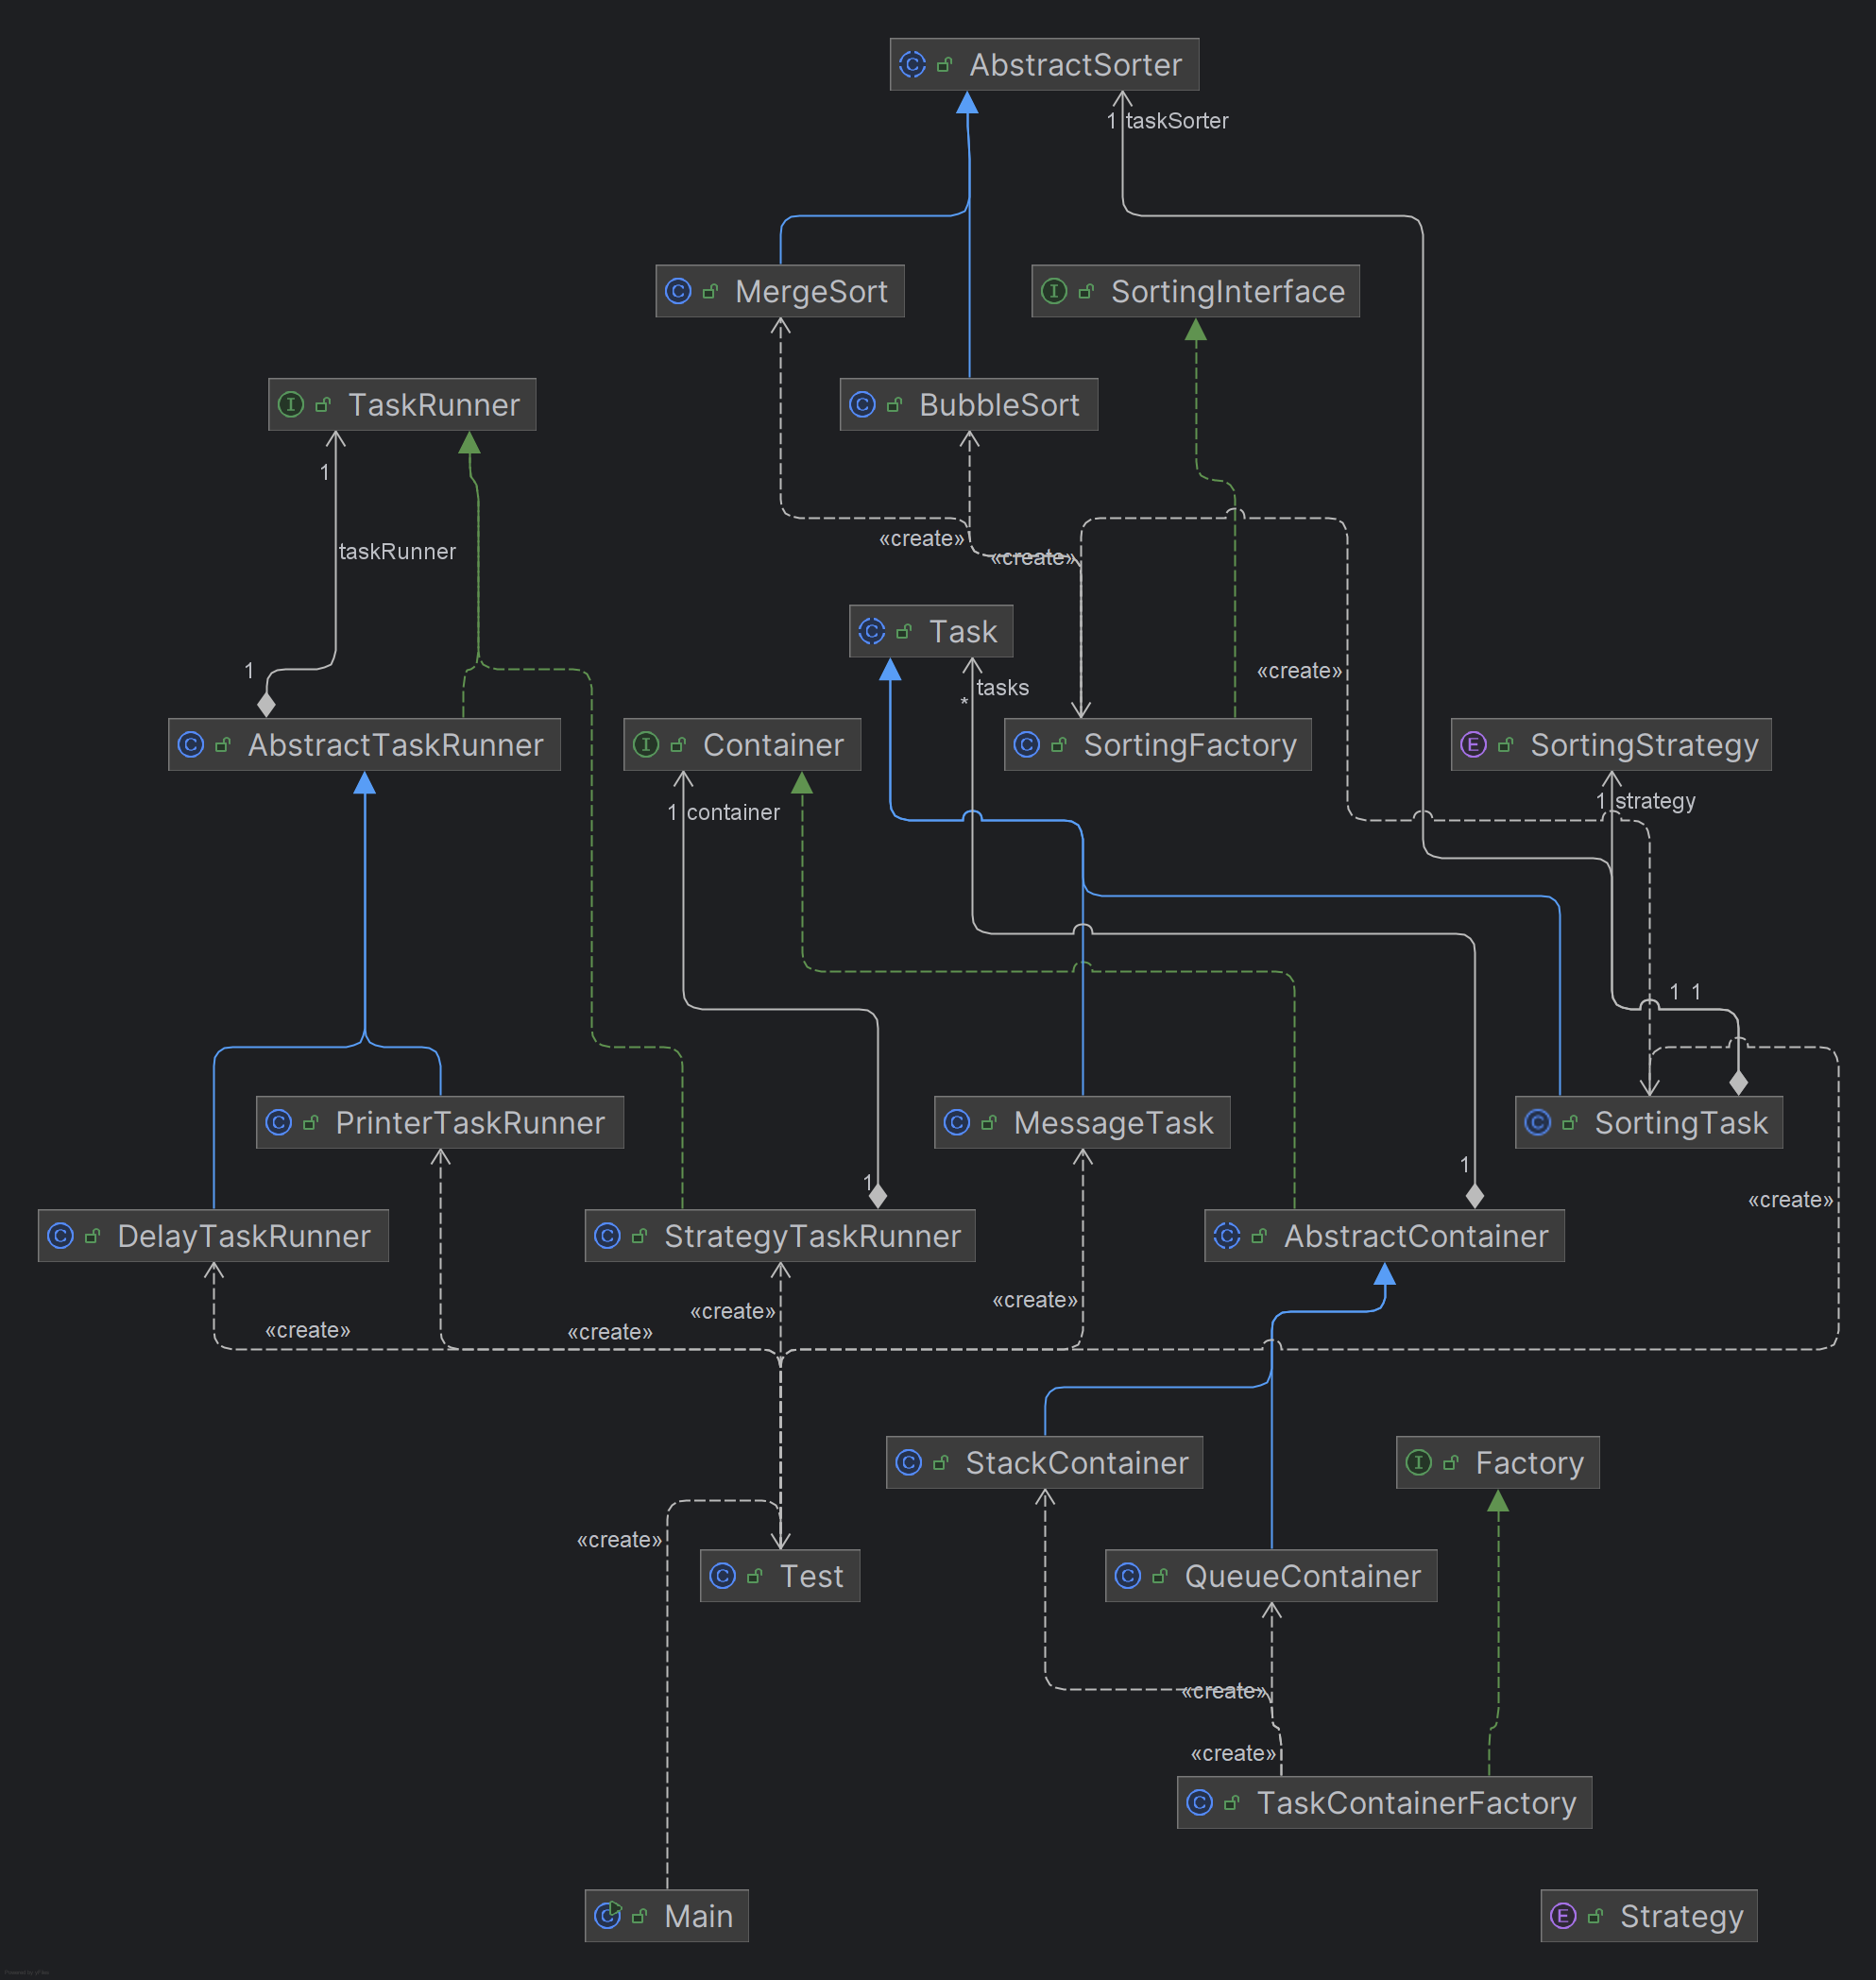 AbstractSorter
1 taskSorter
MergeSort
SortingInterface
TaskRunner
BubbleSort
1
«create»
taskRunner
«create»
Task
1
«create»
tasks
*
AbstractTaskRunner
Container
SortingFactory
SortingStrategy
1 strategy
1 container
1 1
PrinterTaskRunner
MessageTask
SortingTask
1
1
«create»
DelayTaskRunner
StrategyTaskRunner
AbstractContainer
«create»
«create»
«create»
«create»
StackContainer
Factory
«create»
Test
QueueContainer
«create»
«create»
TaskContainerFactory
Main
Strategy